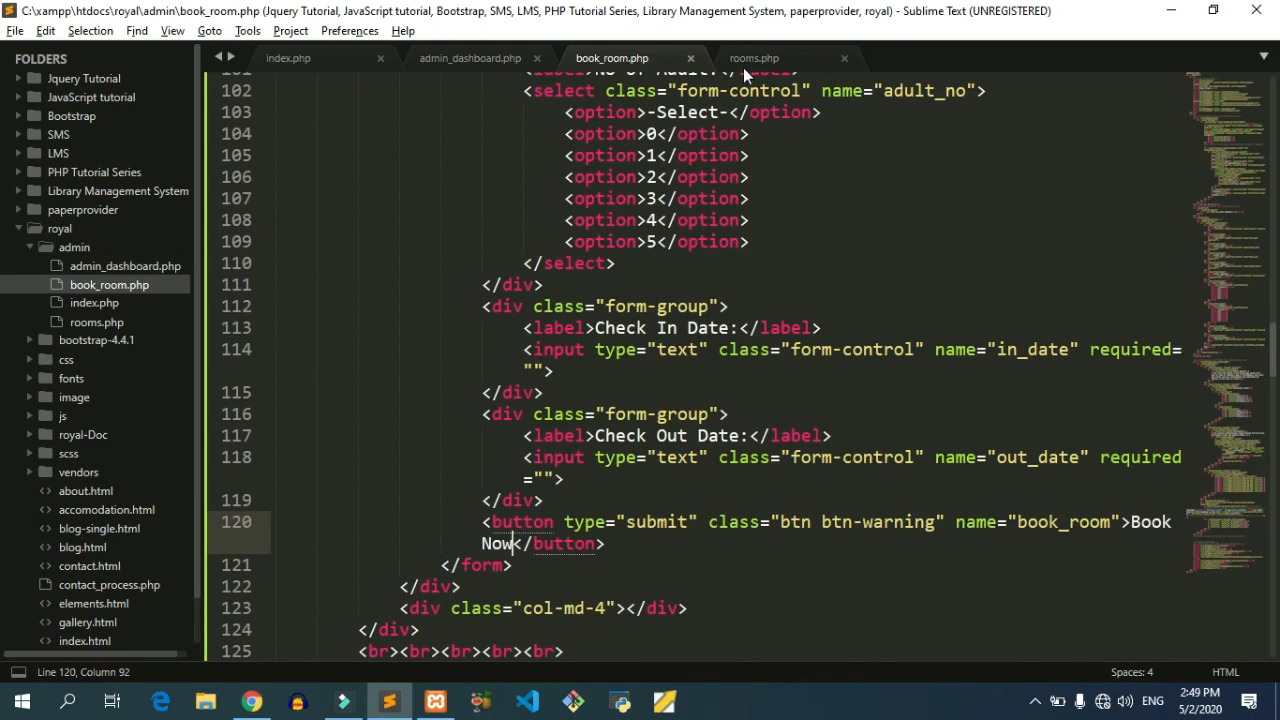 C:\xampp\htdocs\royal\admin\book_room.php (Jquery Tutorial, JavaScript tutorial, Bootstrap, SMS, LMS, PHP Tutorial Series, Library Management System, paperprovider, royal) - Sublime Text (UNREGISTERED)
File Edit Selection Find View Goto Tools Project Preferences Help
FOLDERS
Jquery Tutorial
JavaScript tutorial
Bootstrap
SMS
LMS
PHP Tutorial Series
Library Management System
paperprovider
royal
admin
admin_dashboard.php
book_room.php
index.php
rooms.php
bootstrap-4.4.1
css
fonts
image
js
royal-Doc
scss
vendors
about.html
accomodation.html
blog-single.html
blog.html
contact.html
contact_process.php
elements.html
gallery.html
index.html
index.php admin_dashboard.php book_room.php rooms.php
101 <label>No Of Adult:</label>
102 <select class="form-control" name="adult_no">
103 <option>-Select-</option>
104 <option>0</option>
105 <option>1</option>
106 <option>2</option>
107 <option>3</option>
108 <option>4</option>
109 <option>5</option>
110 </select>
111 </div>
112 <div class="form-group">
113 <label>Check In Date:</label>
114 <input type="text" class="form-control" name="in_date" required=
"">
115 </div>
116 <div class="form-group">
117 <label>Check Out Date:</label>
118 <input type="text" class="form-control" name="out_date" required
="">
119 </div>
120 <button type="submit" class="btn btn-warning" name="book_room">Book
Now</button>
121 </form>
122 </div>
123 <div class="col-md-4"></div>
124 </div>
125 <br><br><br><br><br>
Line 120, Column 92 Spaces: 4 HTML
ENG 2:49 PM
5/2/2020